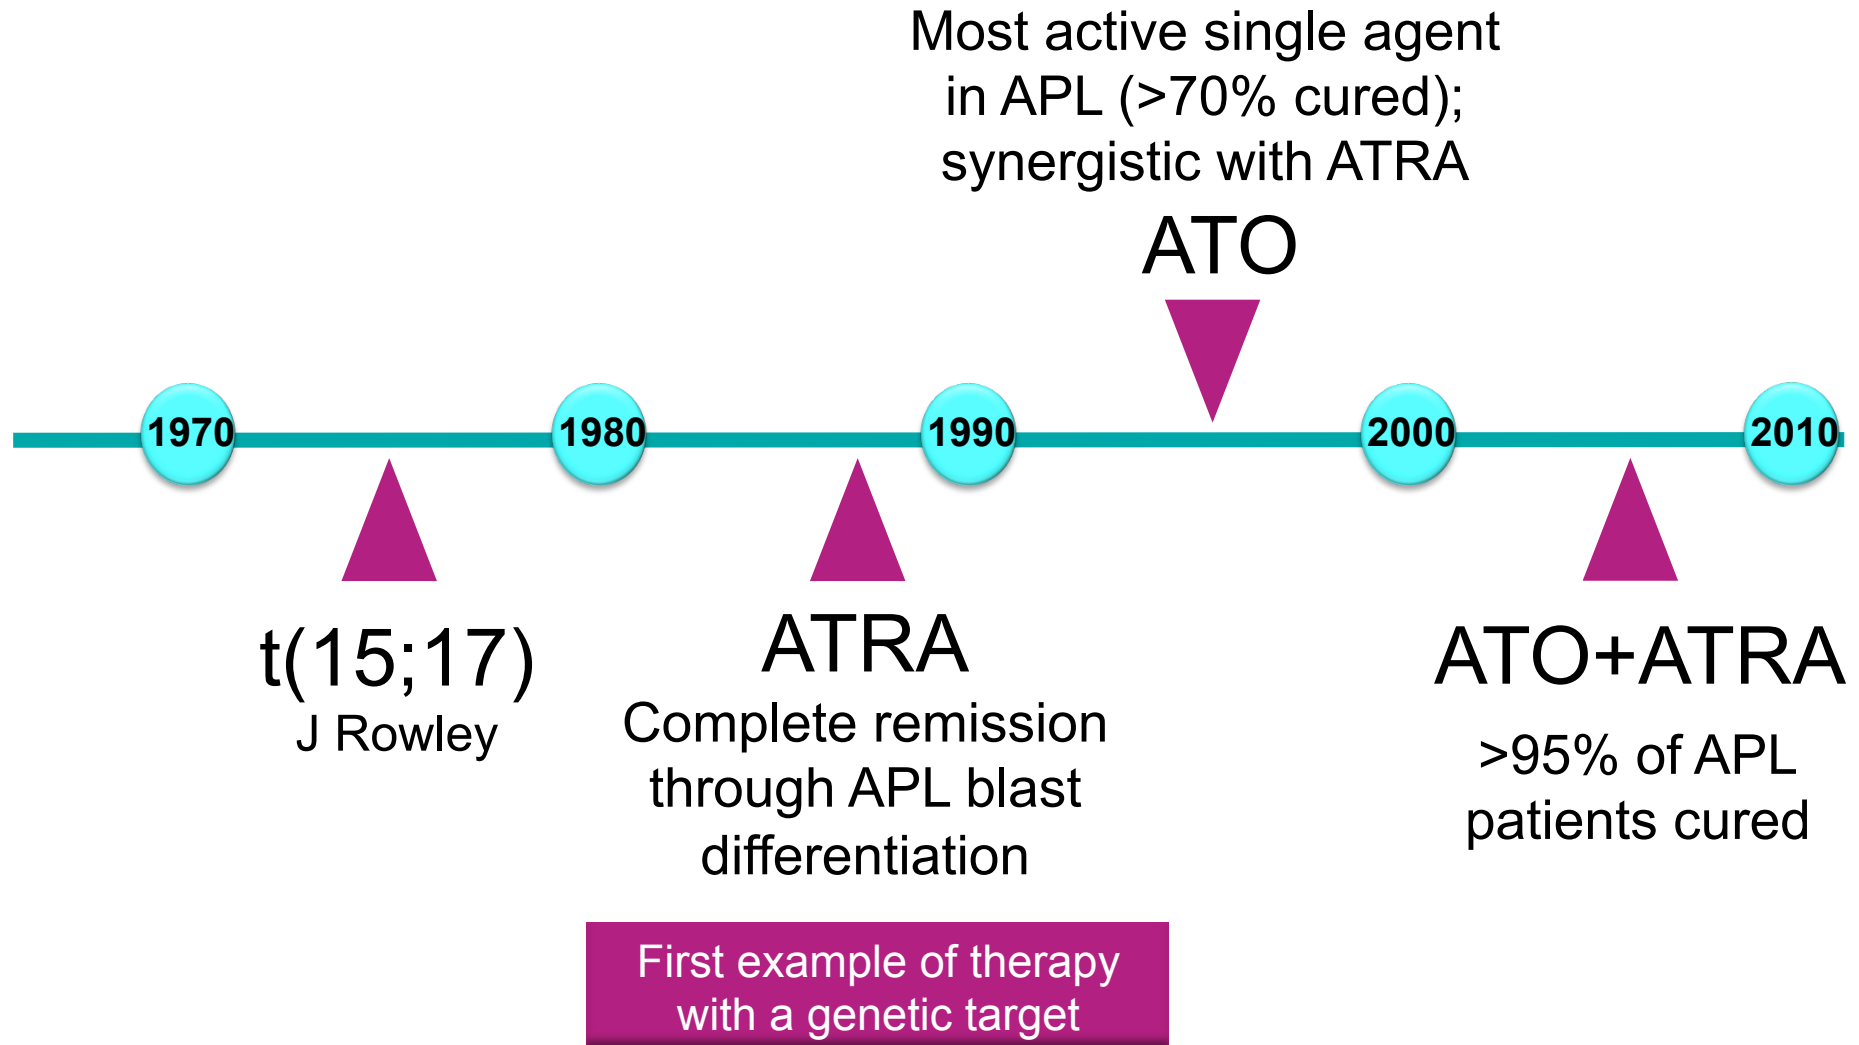 Most active single agent
in APL (>70% cured);
synergistic with ATRA
ATO
1970
1980
1990
2000
2010
t(15;17)
J Rowley
ATRA
Complete remission
through APL blast
differentiation
First example of therapy
with a genetic target
ATO+ATRA
>95% of APL
patients cured